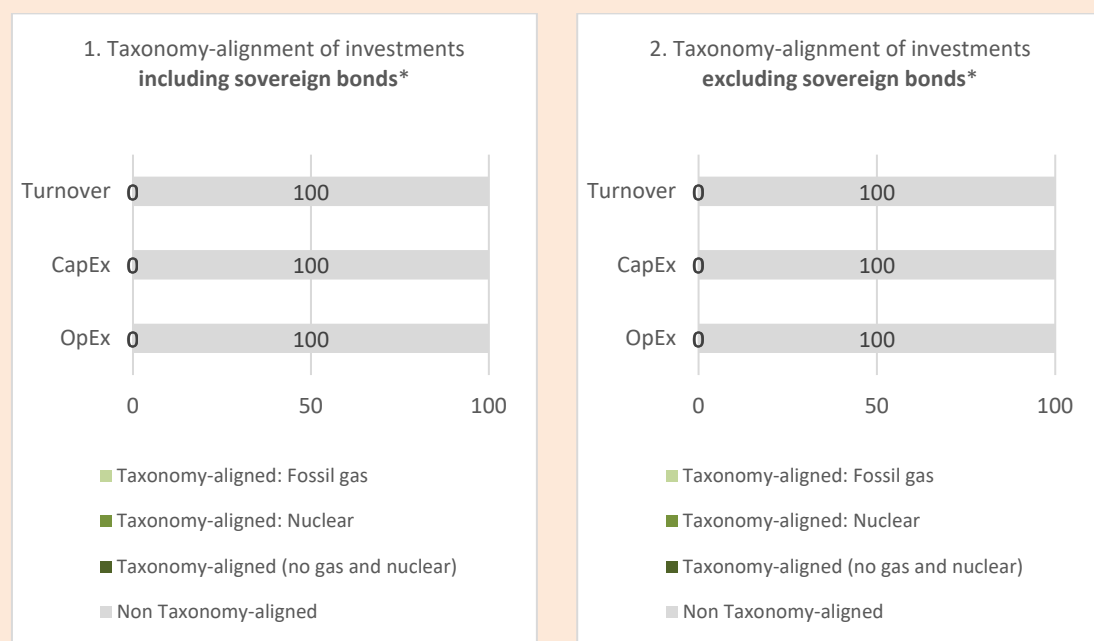 1. Taxonomy-alignment of investments
including sovereign bonds*
Turnover 0 100
CapEx 0 100
OpEx 0 100
0 50 100
Taxonomy-aligned: Fossil gas
Taxonomy-aligned: Nuclear
Taxonomy-aligned (no gas and nuclear)
Non Taxonomy-aligned
2. Taxonomy-alignment of investments
excluding sovereign bonds*
Turnover 0 100
CapEx 0 100
OpEx 0 100
0 50 100
Taxonomy-aligned: Fossil gas
Taxonomy-aligned: Nuclear
Taxonomy-aligned (no gas and nuclear)
Non Taxonomy-aligned